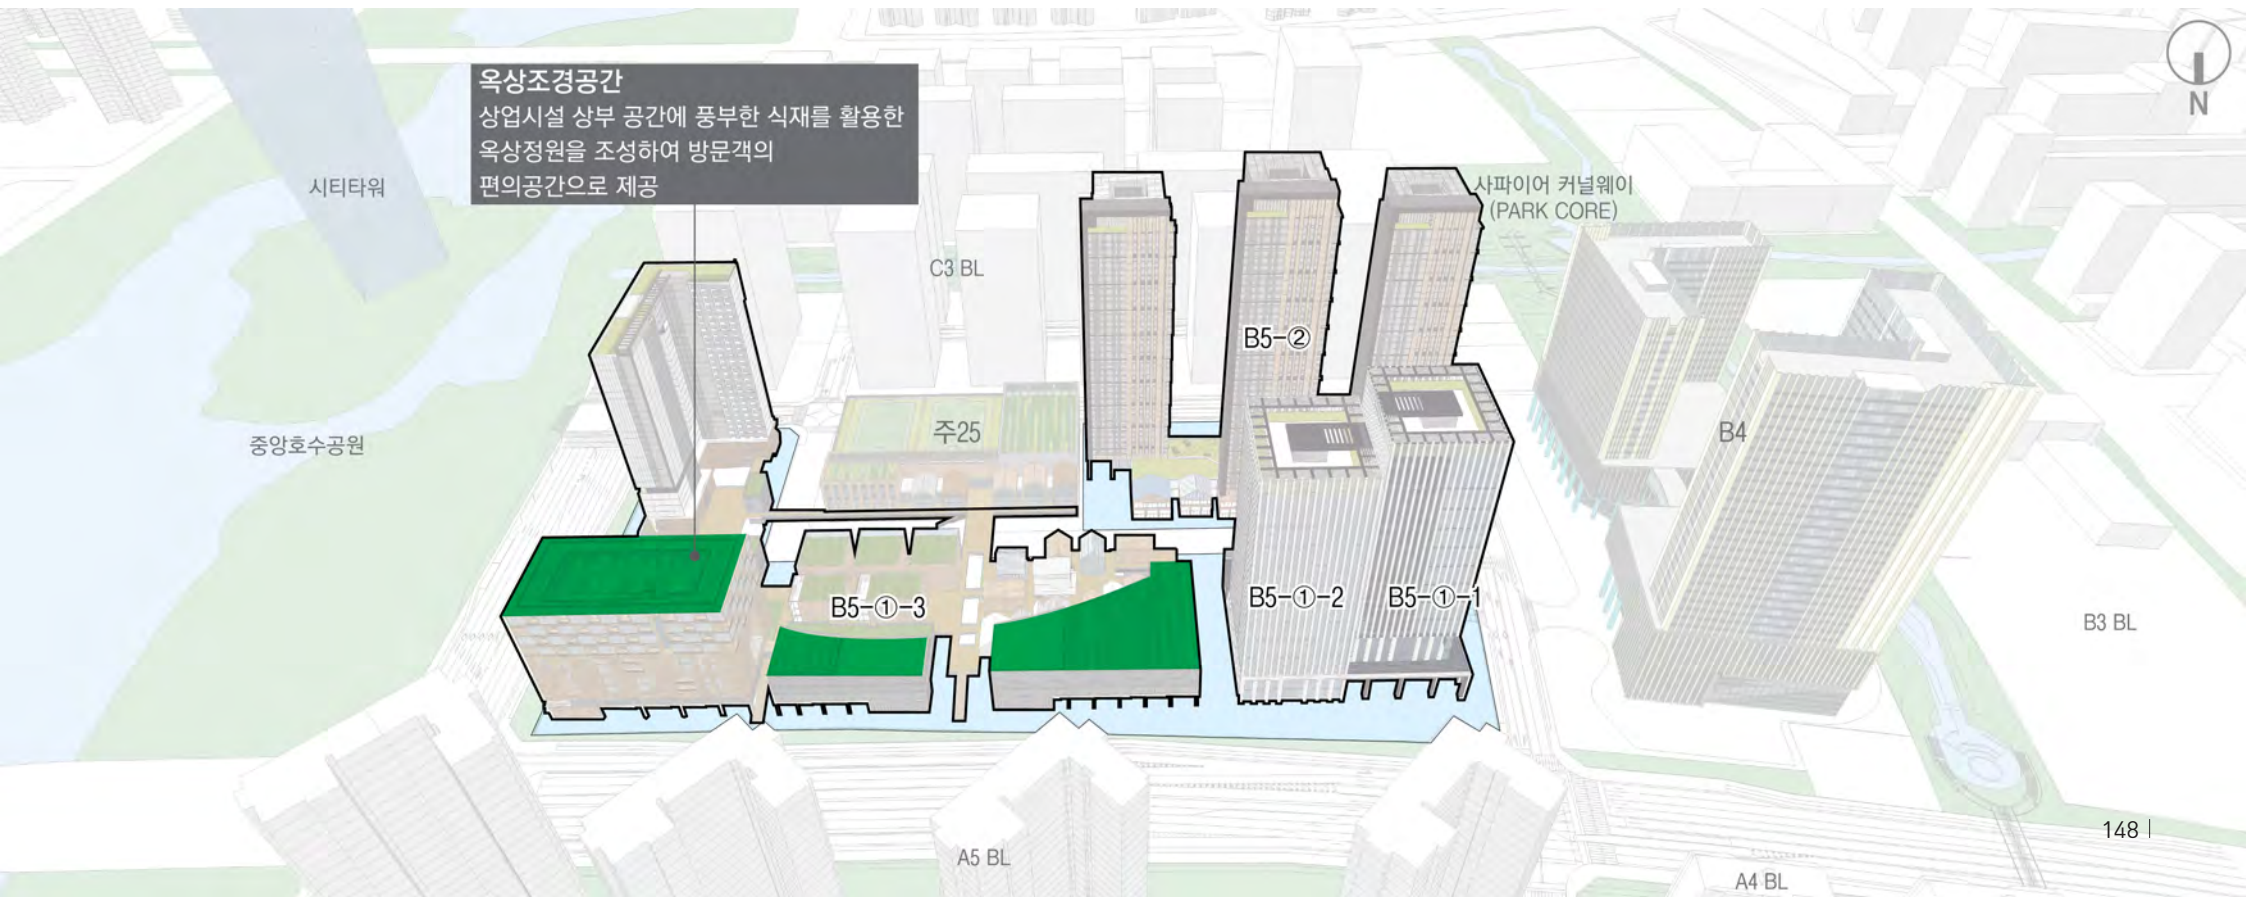 옥상조경공간
상업시설 상부 공간에 풍부한 식재를 활용한
옥상정원을 조성하여 방문객의
편의공간으로 제공
N
시티타워
사파이어 커널웨이
(PARK CORE)
C3 BL
B5-②
주25
B4
중앙호수공원
B5-①-3
B5-①-2
B5-①-1
B3 BL
148
A5 BL
A4 BL